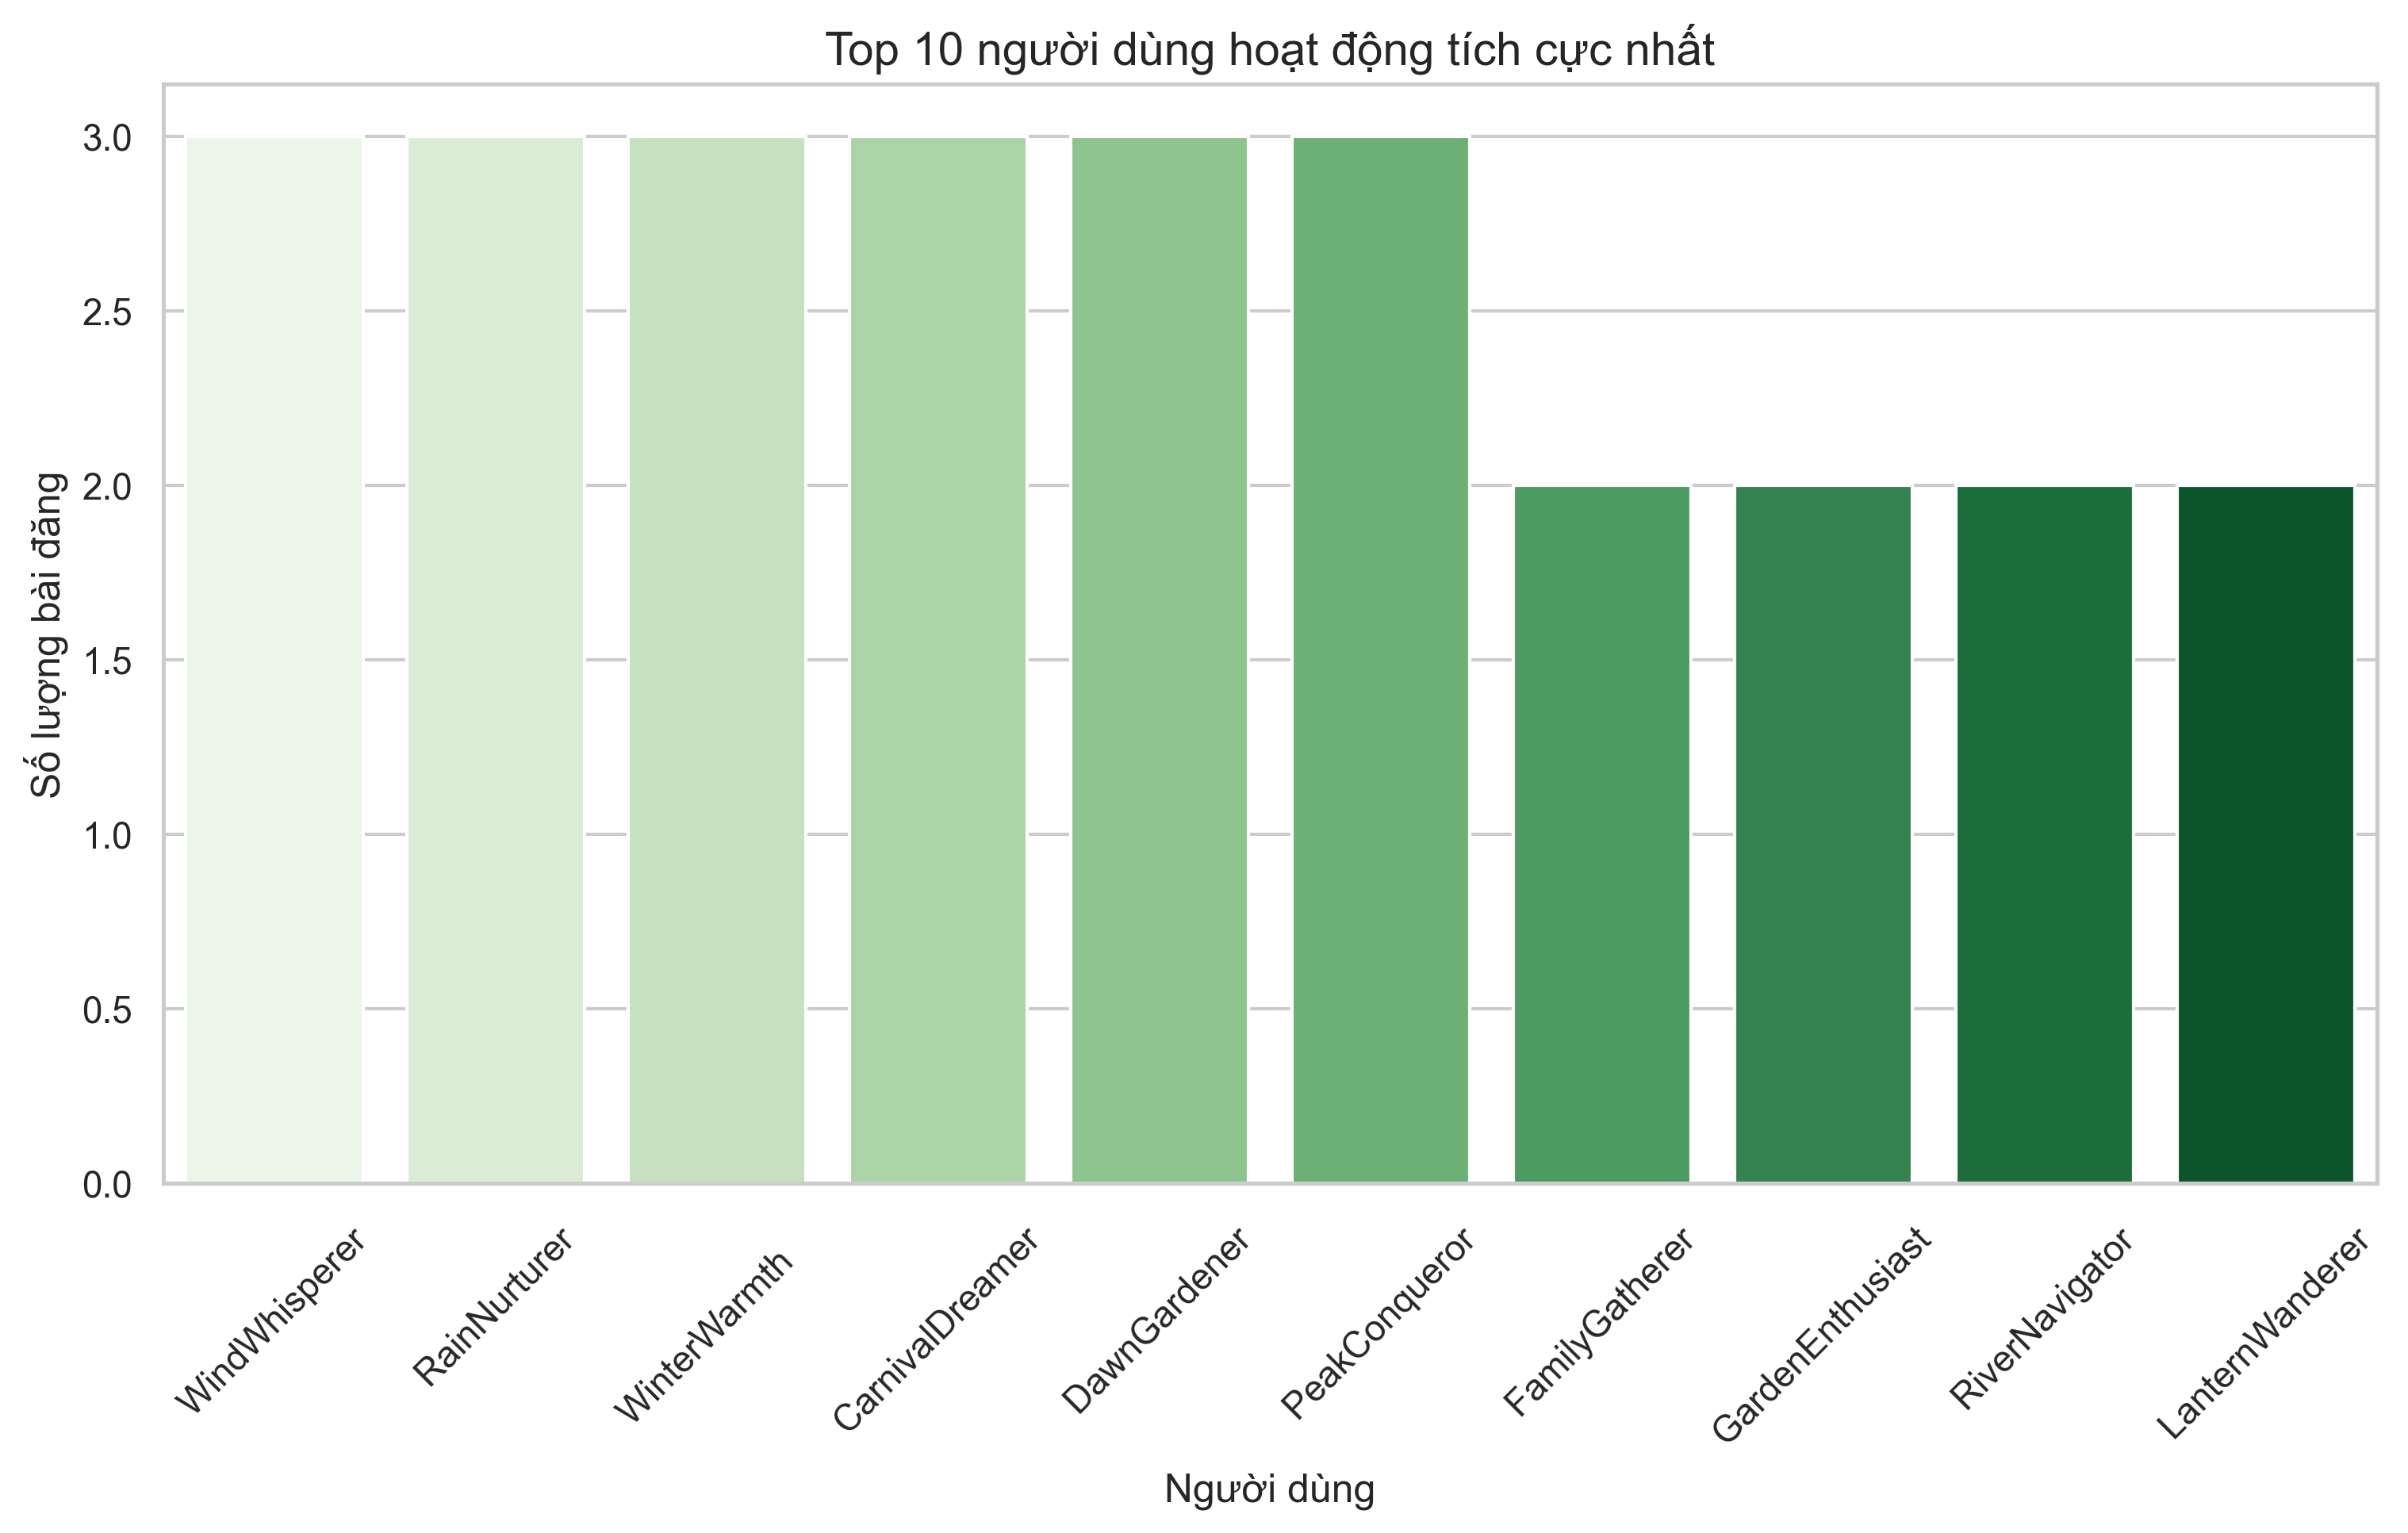 Top 10 người dùng hoạt động tích cực nhất
Số lượng bài đăng
3.0
2.5
2.0
1.5
1.0
0.5
0.0
WindWhisperer
RainNurturer
WinterWarmth
CarnivalDreamer
DawnGardener
PeakConqueror
FamilyGatherer
GardenEnthusiast
RiverNavigator
LanternWanderer
Người dùng